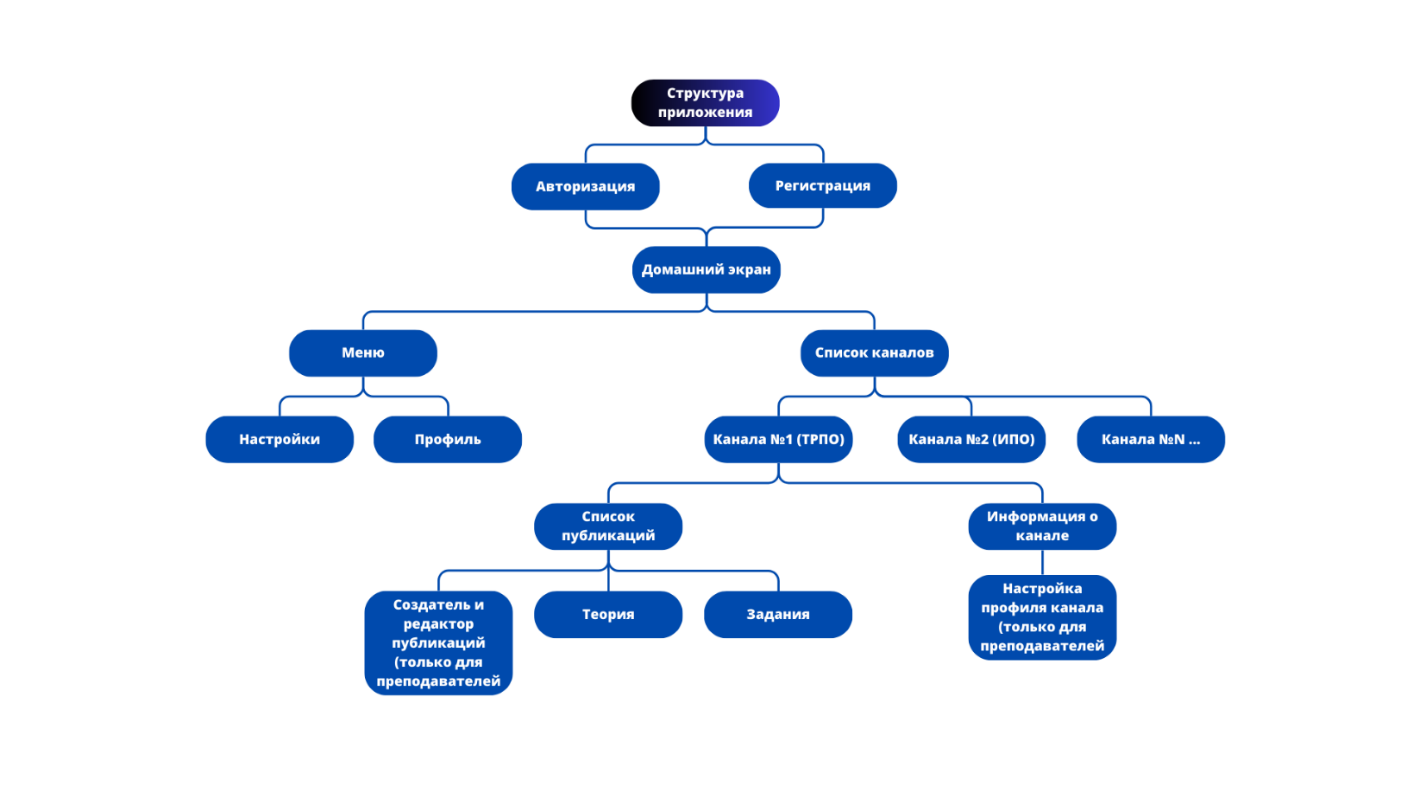 Структура
приложения
Авторизация
Регистрация
Домашний экран
Меню
Список каналов
Настройки
Профиль
Канала №1 (ТРПО)
Канала №2 (ИПО)
Канала №N ...
Список
публикаций
Информация о
канале
Создатель и
редактор
публикаций
(только для
преподавателей
Теория
Задания
Настройка
профиля канала
(только для
преподавателей